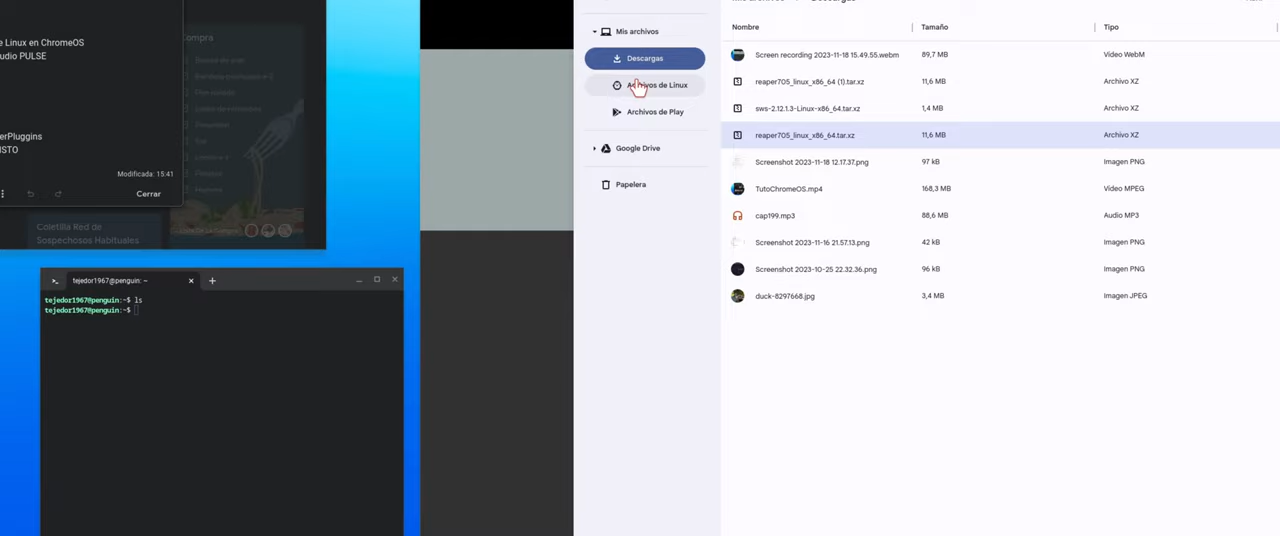 e Linux en ChromeOS
udio PULSE
erPluggins
ISTO
Modificada: 15:41
Cerrar
ompra
Coletilla Red de
Sospechosos Habituales
tejedor1967@penguin: ~
tejedor1967@penguin:~$ ls
tejedor1967@penguin:~$
Mis archivos
Descargas
Archivos de Linux
Archivos de Play
Google Drive
Papelera
Nombre Tamaño Tipo
Screen recording 2023-11-18 15.49.55.webm 89,7 MB Vídeo WebM
reaper705_linux_x86_64 (1).tar.xz 11,6 MB Archivo XZ
sws-2.12.1.3-Linux-x86_64.tar.xz 1,4 MB Archivo XZ
reaper705_linux_x86_64.tar.xz 11,6 MB Archivo XZ
Screenshot 2023-11-18 12.17.37.png 97 kB Imagen PNG
TutoChromeOS.mp4 168,3 MB Vídeo MPEG
cap199.mp3 88,6 MB Audio MP3
Screenshot 2023-11-16 21.57.13.png 42 kB Imagen PNG
Screenshot 2023-10-25 22.32.36.png 96 kB Imagen PNG
duck-8297668.jpg 3,4 MB Imagen JPEG